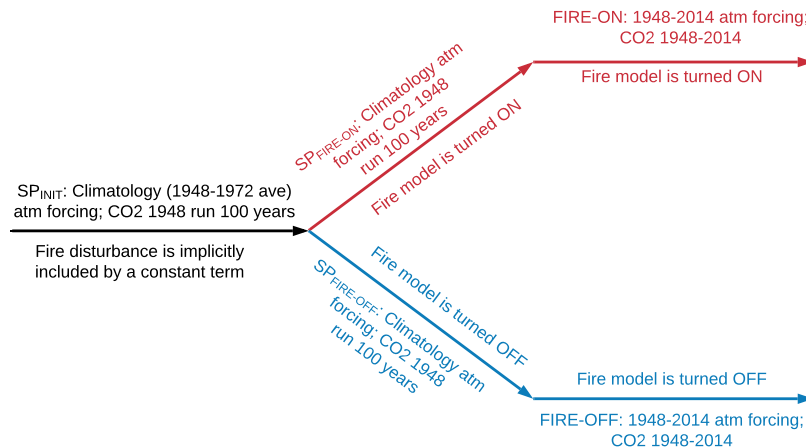 SPINIT: Climatology (1948-1972 ave)
atm forcing; CO2 1948 run 100 years
Fire disturbance is implicitly
included by a constant term
SPFIRE-ON: Climatology atm
forcing; CO2 1948
run 100 years
Fire model is turned ON
FIRE-ON: 1948-2014 atm forcing;
CO2 1948-2014
Fire model is turned ON
Fire model is turned OFF
SPFIRE-OFF: Climatology atm
forcing; CO2 1948
run 100 years
Fire model is turned OFF
FIRE-OFF: 1948-2014 atm forcing;
CO2 1948-2014